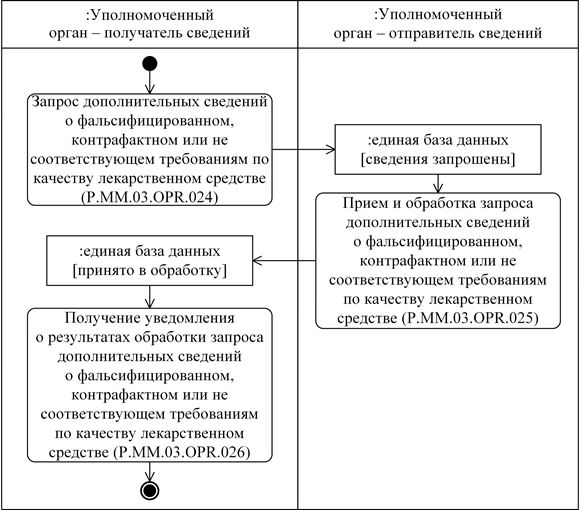 :Уполномоченный
орган – получатель сведений
:Уполномоченный
орган – отправитель сведений
Запрос дополнительных сведений
о фальсифицированном,
контрафактном или не
соответствующем требованиям по
качеству лекарственном средстве
(P.MM.03.OPR.024)
:единая база данных
[сведения запрошены]
Прием и обработка запроса
дополнительных сведений
о фальсифицированном,
контрафактном или не
соответствующем требованиям
по качеству лекарственном
средстве (P.MM.03.OPR.025)
:единая база данных
[принято в обработку]
Получение уведомления
о результатах обработки запроса
дополнительных сведений
о фальсифицированном,
контрафактном или не
соответствующем требованиям
по качеству лекарственном
средстве (P.MM.03.OPR.026)